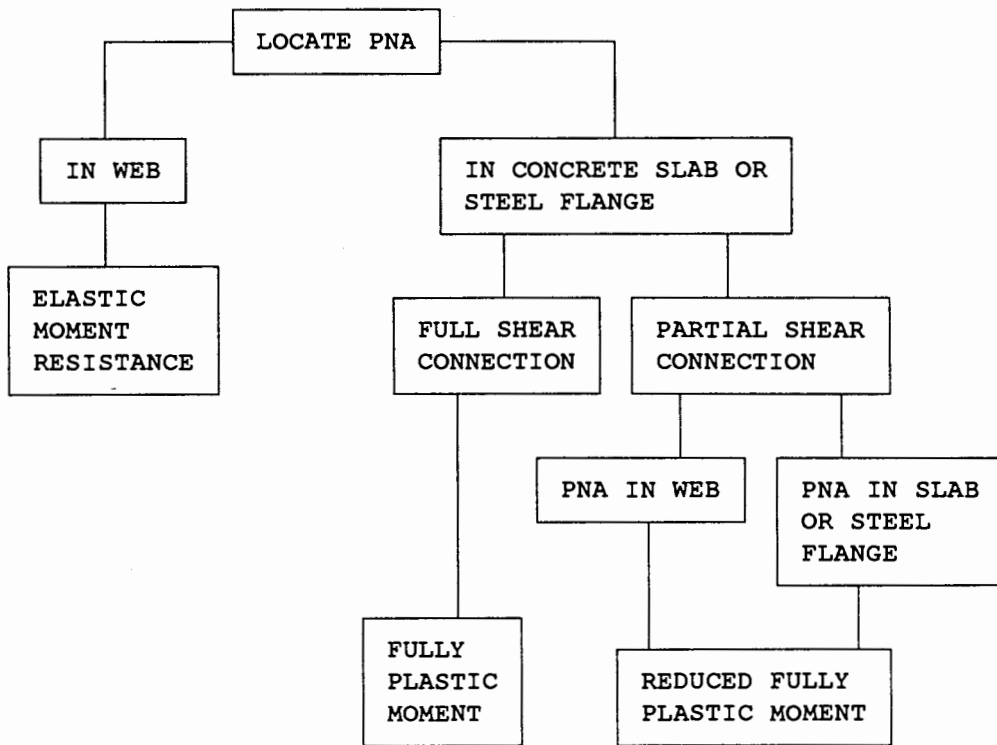 LOCATE PNA
IN WEB
IN CONCRETE SLAB OR
STEEL FLANGE
ELASTIC
MOMENT
RESISTANCE
FULL SHEAR
CONNECTION
PARTIAL SHEAR
CONNECTION
PNA IN WEB
PNA IN SLAB
OR STEEL
FLANGE
FULLY
PLASTIC
MOMENT
REDUCED FULLY
PLASTIC MOMENT